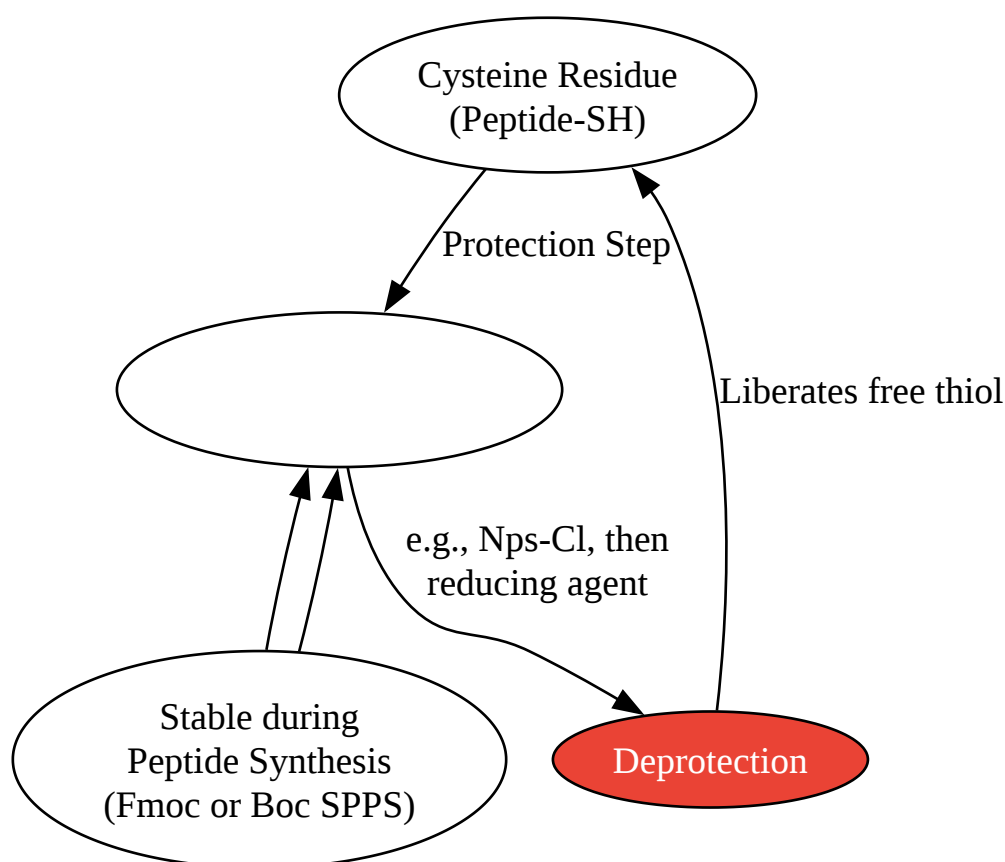 Cysteine Residue
(Peptide-SH)
Protection Step
Liberates free thiol
e.g., Nps-Cl, then
reducing agent
Stable during
Peptide Synthesis
(Fmoc or Boc SPPS)
Deprotection